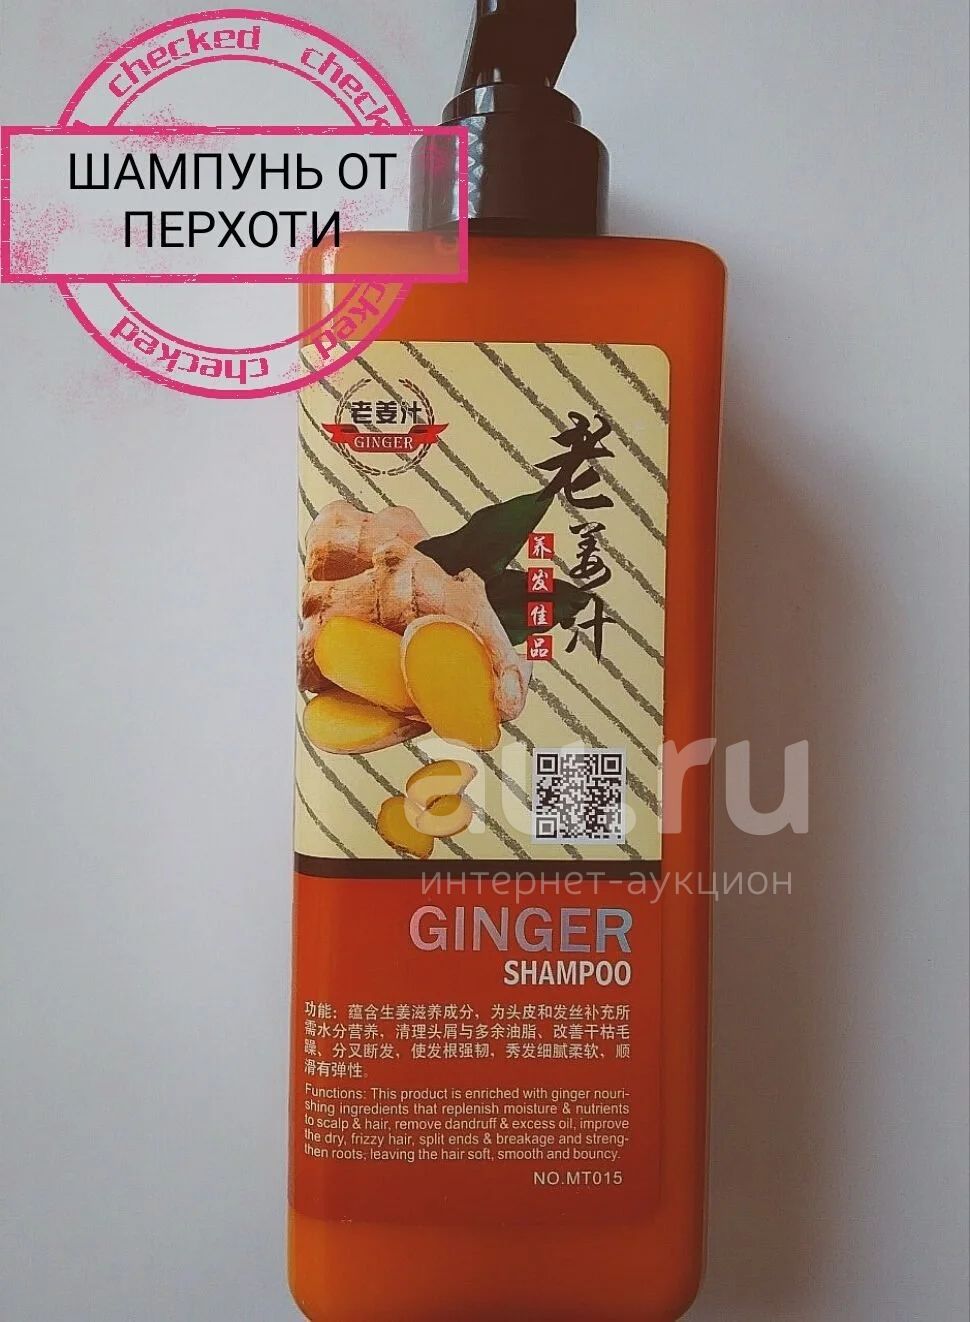 checked checked
ШАМПУНЬ ОТ
ПЕРХОТИ
checked checked
老姜汁
GINGER
老姜汁
养发佳品
au.ru
интернет-аукцион
GINGER
SHAMPOO
功能：蕴含生姜滋养成分，为头皮和发丝补充所
需水分营养，清理头屑与多余油脂、改善干枯毛
躁、分叉断发，使发根强韧，秀发细腻柔软，顺
滑有弹性。
Functions: This product is enriched with ginger nouri-
shing ingredients that replenish moisture & nutrients
to scalp & hair, remove dandruff & excess oil, improve
the dry, frizzy hair, split ends & breakage and streng-
then roots, leaving the hair soft, smooth and bouncy.
NO.MT015